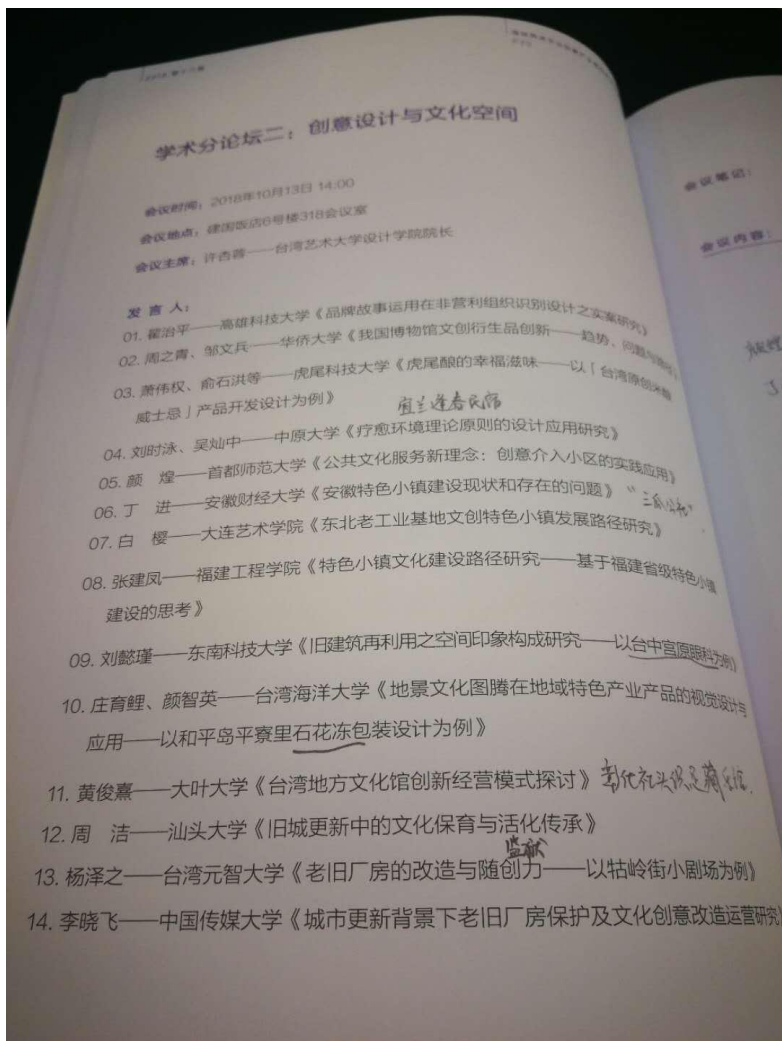 2018 第十六届
学术分论坛二：创意设计与文化空间
会议时间：2018年10月13日 14:00
会议地点：建国饭店6号楼318会议室
会议主席：许杏蓉——台湾艺术大学设计学院院长
发言人：
01. 翟治平——高雄科技大学《品牌故事运用在非营利组织识别设计之实案研究》
02. 周之青、邹文兵——华侨大学《我国博物馆文创衍生品创新——趋势、问题与
03. 萧伟权、俞石洪等——虎尾科技大学《虎尾酿的幸福滋味——以「台湾原创米
威士忌」产品开发设计为例》
宜兰逢春民宿
04. 刘时泳、吴灿中——中原大学《疗愈环境理论原则的设计应用研究》
05. 颜　煌——首都师范大学《公共文化服务新理念：创意介入小区的实践应用》
06. 丁　进——安徽财经大学《安徽特色小镇建设现状和存在的问题》“三瓜公社”
07. 白　樱——大连艺术学院《东北老工业基地文创特色小镇发展路径研究》
08. 张建凤——福建工程学院《特色小镇文化建设路径研究——基于福建省级特色小镇
建设的思考》
09. 刘懿瑾——东南科技大学《旧建筑再利用之空间印象构成研究——以台中宫原眼科为例》
10. 庄育鲤、颜智英——台湾海洋大学《地景文化图腾在地域特色产业产品的视觉设计与
应用——以和平岛平寮里石花冻包装设计为例》
11. 黄俊熹——大叶大学《台湾地方文化馆创新经营模式探讨》彰化社头
12. 周　洁——汕头大学《旧城更新中的文化保育与活化传承》
监狱
13. 杨泽之——台湾元智大学《老旧厂房的改造与随创力——以牯岭街小剧场为例》
14. 李晓飞——中国传媒大学《城市更新背景下老旧厂房保护及文化创意改造运营研究》
会议笔记：
会议内容：